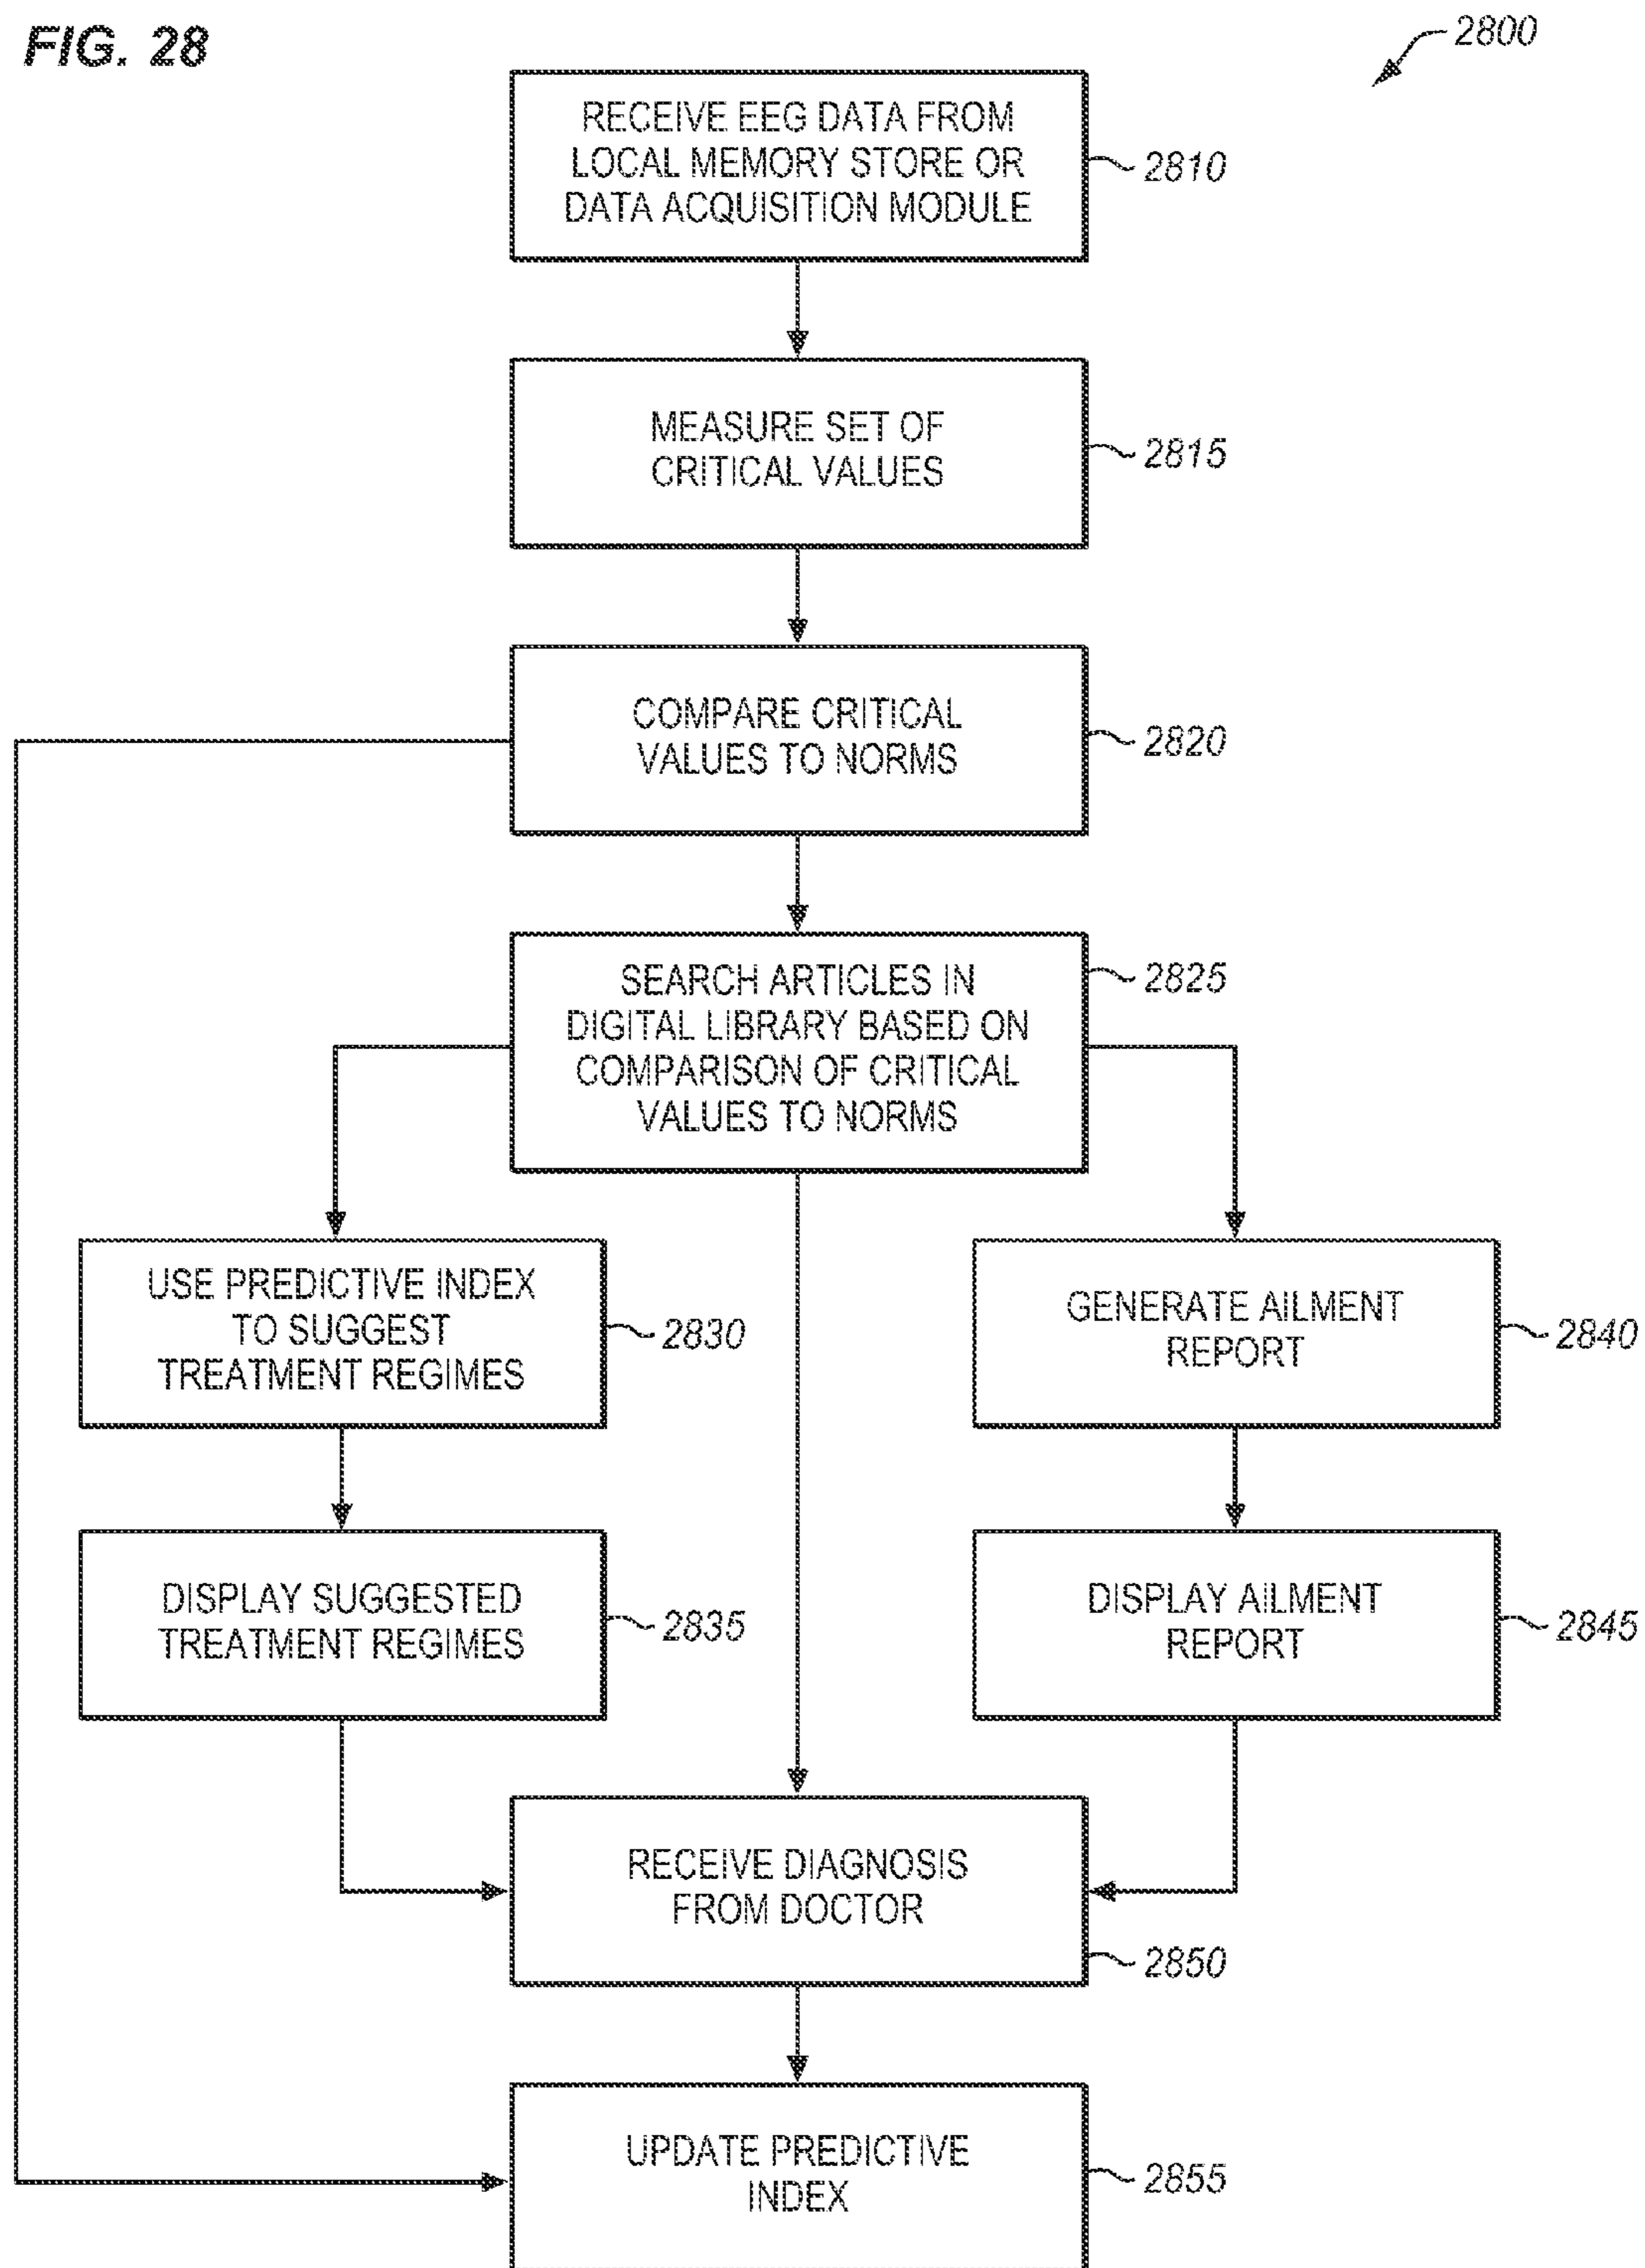 FIG. 28
2800
RECEIVE EEG DATA FROM
LOCAL MEMORY STORE OR
DATA ACQUISITION MODULE
2810
MEASURE SET OF
CRITICAL VALUES
2815
COMPARE CRITICAL
VALUES TO NORMS
2820
SEARCH ARTICLES IN
DIGITAL LIBRARY BASED ON
COMPARISON OF CRITICAL
VALUES TO NORMS
2825
USE PREDICTIVE INDEX
TO SUGGEST
TREATMENT REGIMES
2830
GENERATE AILMENT
REPORT
2840
DISPLAY SUGGESTED
TREATMENT REGIMES
2835
DISPLAY AILMENT
REPORT
2845
RECEIVE DIAGNOSIS
FROM DOCTOR
2850
UPDATE PREDICTIVE
INDEX
2855